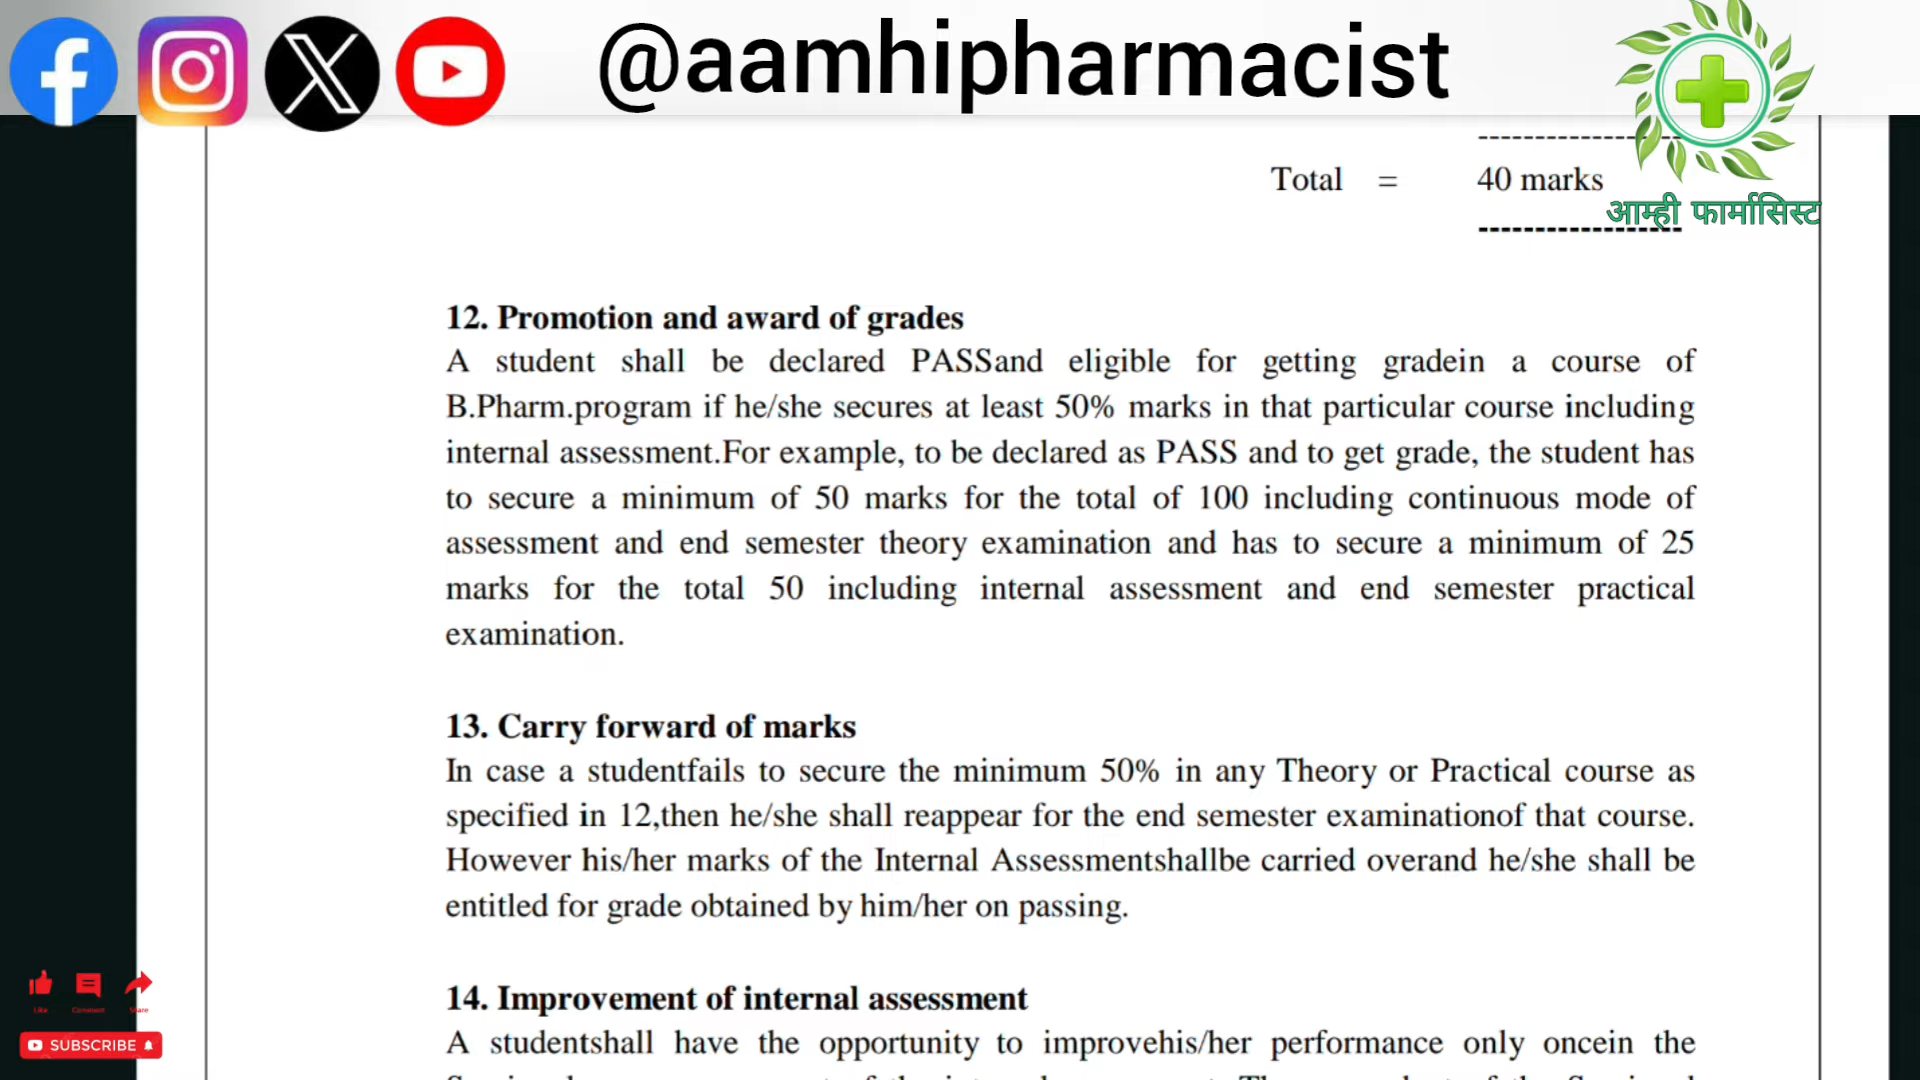 @aamhipharmacist
Total = 40 marks
आम्ही फार्मासिस्ट
12. Promotion and award of grades
A student shall be declared PASSand eligible for getting gradein a course of
B.Pharm.program if he/she secures at least 50% marks in that particular course including
internal assessment.For example, to be declared as PASS and to get grade, the student has
to secure a minimum of 50 marks for the total of 100 including continuous mode of
assessment and end semester theory examination and has to secure a minimum of 25
marks for the total 50 including internal assessment and end semester practical
examination.
13. Carry forward of marks
In case a studentfails to secure the minimum 50% in any Theory or Practical course as
specified in 12,then he/she shall reappear for the end semester examinationof that course.
However his/her marks of the Internal Assessmentshallbe carried overand he/she shall be
entitled for grade obtained by him/her on passing.
14. Improvement of internal assessment
A studentshall have the opportunity to improvehis/her performance only oncein the
Like Comment Share
SUBSCRIBE